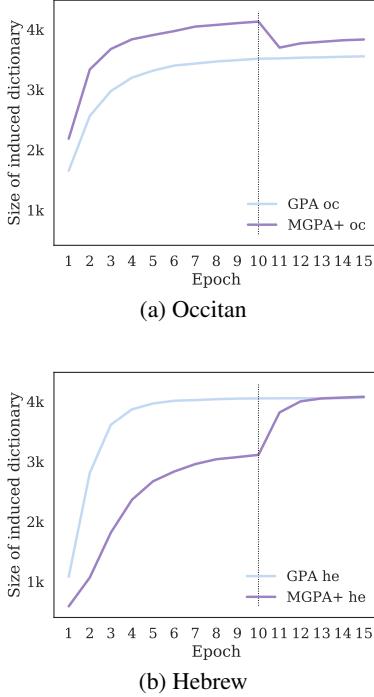 4k
3k
2k
1k
Size of induced dictionary
GPA oc
MGPA+ oc
1 2 3 4 5 6 7 8 9 10 11 12 13 14 15
Epoch
(a) Occitan
4k
3k
2k
1k
Size of induced dictionary
GPA he
MGPA+ he
1 2 3 4 5 6 7 8 9 10 11 12 13 14 15
Epoch
(b) Hebrew